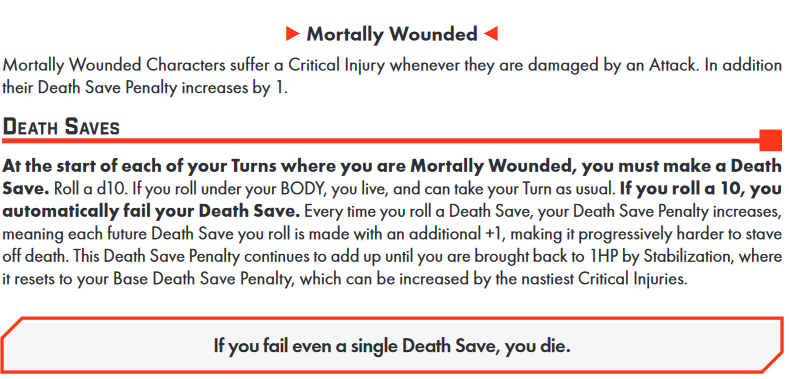 Mortally Wounded
Mortally Wounded Characters suffer a Critical Injury whenever they are damaged by an Attack. In addition
their Death Save Penalty increases by 1.
DEATH SAVES
At the start of each of your Turns where you are Mortally Wounded, you must make a Death
Save. Roll a d10. If you roll under your BODY, you live, and can take your Turn as usual. If you roll a 10, you
automatically fail your Death Save. Every time you roll a Death Save, your Death Save Penalty increases,
meaning each future Death Save you roll is made with an additional +1, making it progressively harder to stave
off death. This Death Save Penalty continues to add up until you are brought back to 1HP by Stabilization, where
it resets to your Base Death Save Penalty, which can be increased by the nastiest Critical Injuries.
If you fail even a single Death Save, you die.